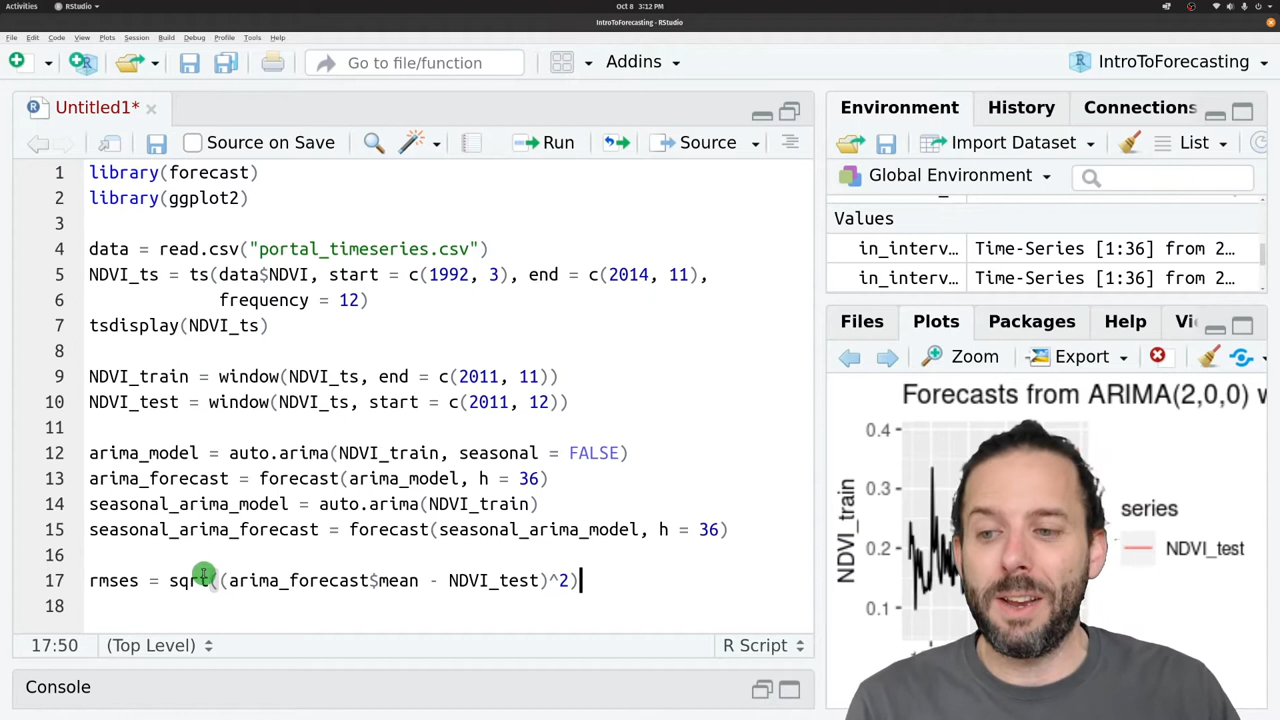 Activities RStudio Oct 8 3:12 PM
IntroToForecasting - RStudio
File Edit Code View Plots Session Build Debug Profile Tools Help
Go to file/function Addins IntroToForecasting
Untitled1*
Source on Save Run Source
1 library(forecast)
2 library(ggplot2)
3
4 data = read.csv("portal_timeseries.csv")
5 NDVI_ts = ts(data$NDVI, start = c(1992, 3), end = c(2014, 11),
6 frequency = 12)
7 tsdisplay(NDVI_ts)
8
9 NDVI_train = window(NDVI_ts, end = c(2011, 11))
10 NDVI_test = window(NDVI_ts, start = c(2011, 12))
11
12 arima_model = auto.arima(NDVI_train, seasonal = FALSE)
13 arima_forecast = forecast(arima_model, h = 36)
14 seasonal_arima_model = auto.arima(NDVI_train)
15 seasonal_arima_forecast = forecast(seasonal_arima_model, h = 36)
16
17 rmses = sqrt((arima_forecast$mean - NDVI_test)^2)
18
17:50 (Top Level) R Script
Console
Environment History Connections
Import Dataset List
Global Environment
Values
in_interv… Time-Series [1:36] from 2…
in_interv… Time-Series [1:36] from 2…
Files Plots Packages Help Vi
Zoom Export
Forecasts from ARIMA(2,0,0) w
0.4
0.3
0.2
0.1
NDVI_train
series
NDVI_test